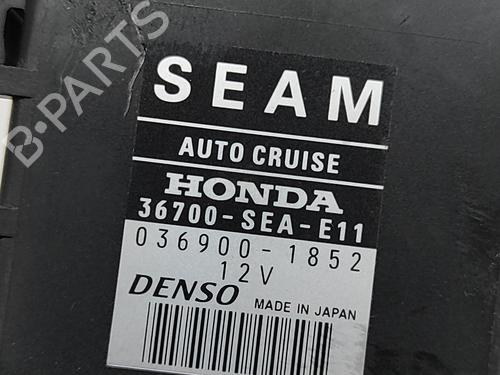 B-PARTS
SEAM
AUTO CRUISE
HONDA
36700-SEA-E11
036900-1852
12V
DENSO MADE IN JAPAN